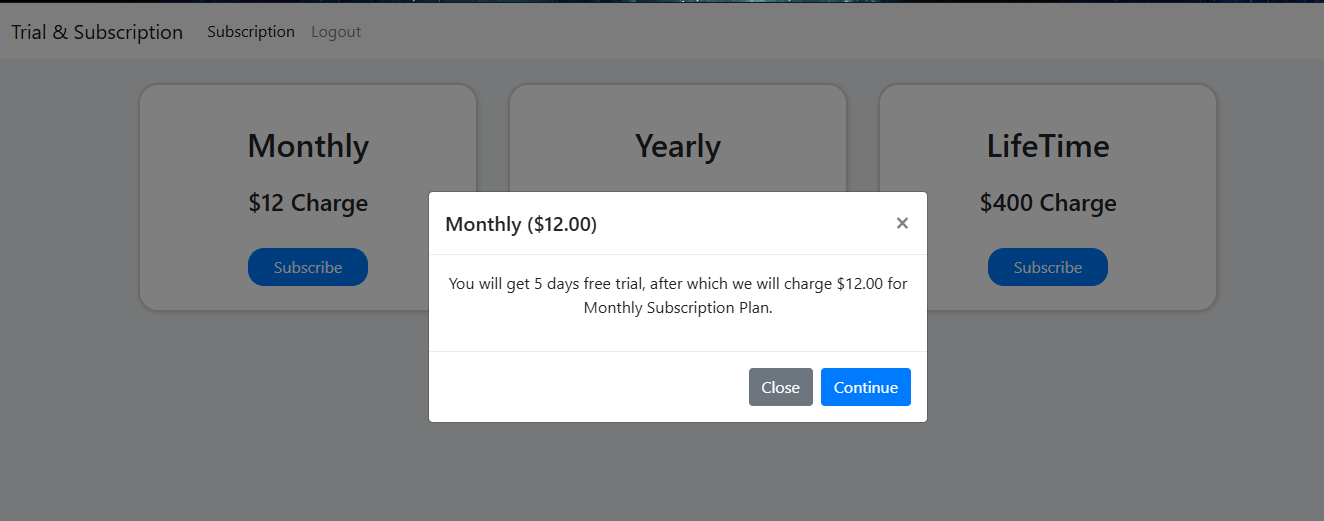 Trial & Subscription Subscription Logout
Monthly
$12 Charge
Subscribe
Yearly
LifeTime
$400 Charge
Subscribe
Monthly ($12.00) ×
You will get 5 days free trial, after which we will charge $12.00 for
Monthly Subscription Plan.
Close Continue